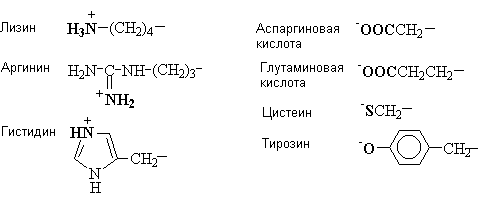 Лизин H3N+—(CH2)4—
Аргинин H2N—C—NH—(CH2)3—
+NH2
Гистидин HN+
CH2—
N
H
Аспаргиновая
кислота -OOCCH2—
Глутаминовая
кислота -OOCCH2CH2—
Цистеин -SCH2—
Тирозин -O CH2—